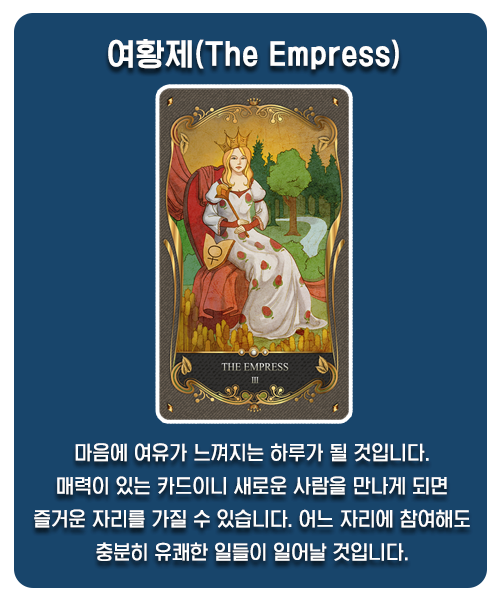 여황제(The Empress)
THE EMPRESS
III
마음에 여유가 느껴지는 하루가 될 것입니다.
매력이 있는 카드이니 새로운 사람을 만나게 되면
즐거운 자리를 가질 수 있습니다. 어느 자리에 참여해도
충분히 유쾌한 일들이 일어날 것입니다.